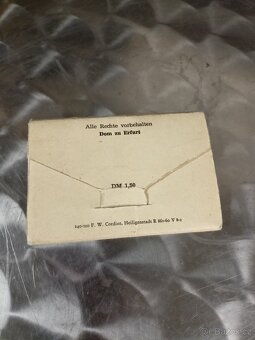 Alle Rechte vorbehalten
Dom zu Erfurt
DM 1,50
F. W. Cordier, Heiligenstadt R